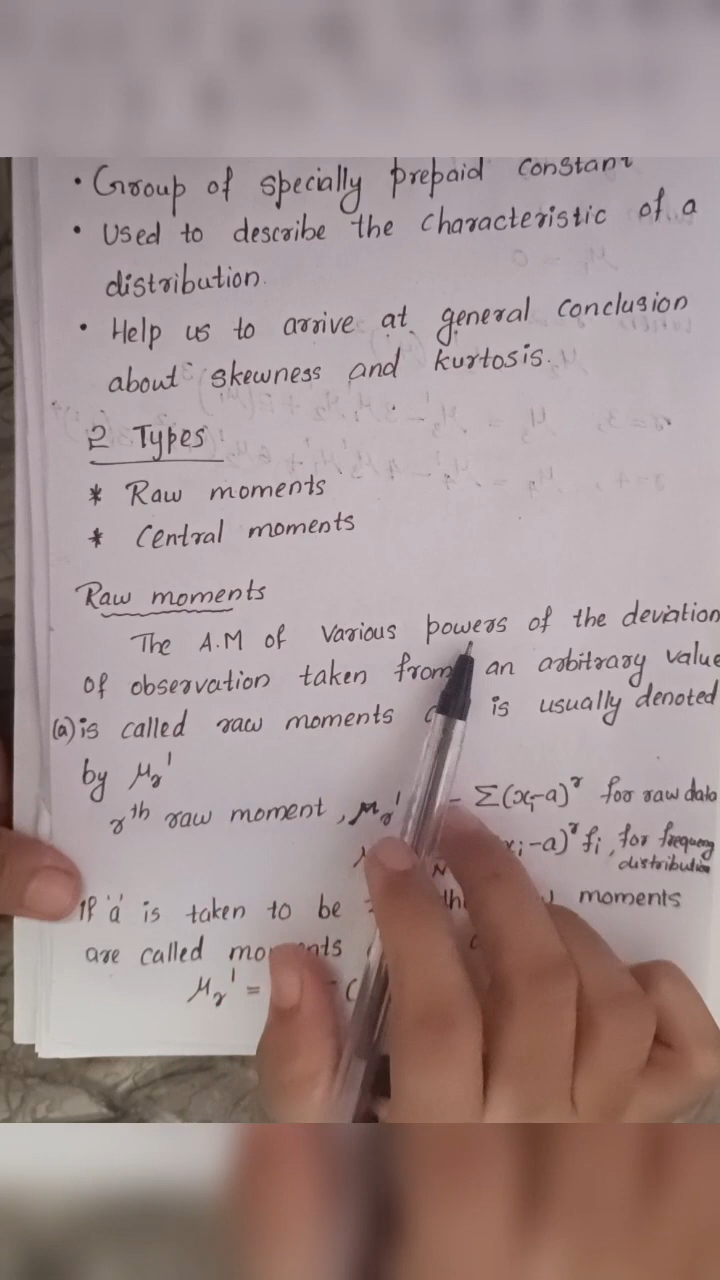 • Group of specially prepaid constant
• Used to describe the characteristic of a
distribution.
• Help us to arrive at general conclusion
about skewness and kurtosis.
2 Types
* Raw moments
* Central moments
Raw moments
The A.M of various powers of the deviation
of observation taken from an arbitrary value
(a) is called raw moments is usually denoted
by μr'
rth raw moment, μr' Σ(xi-a)^r for raw data
-a)^r fi, for frequency
distribution
If 'a' is taken to be moments
are called
μr' =